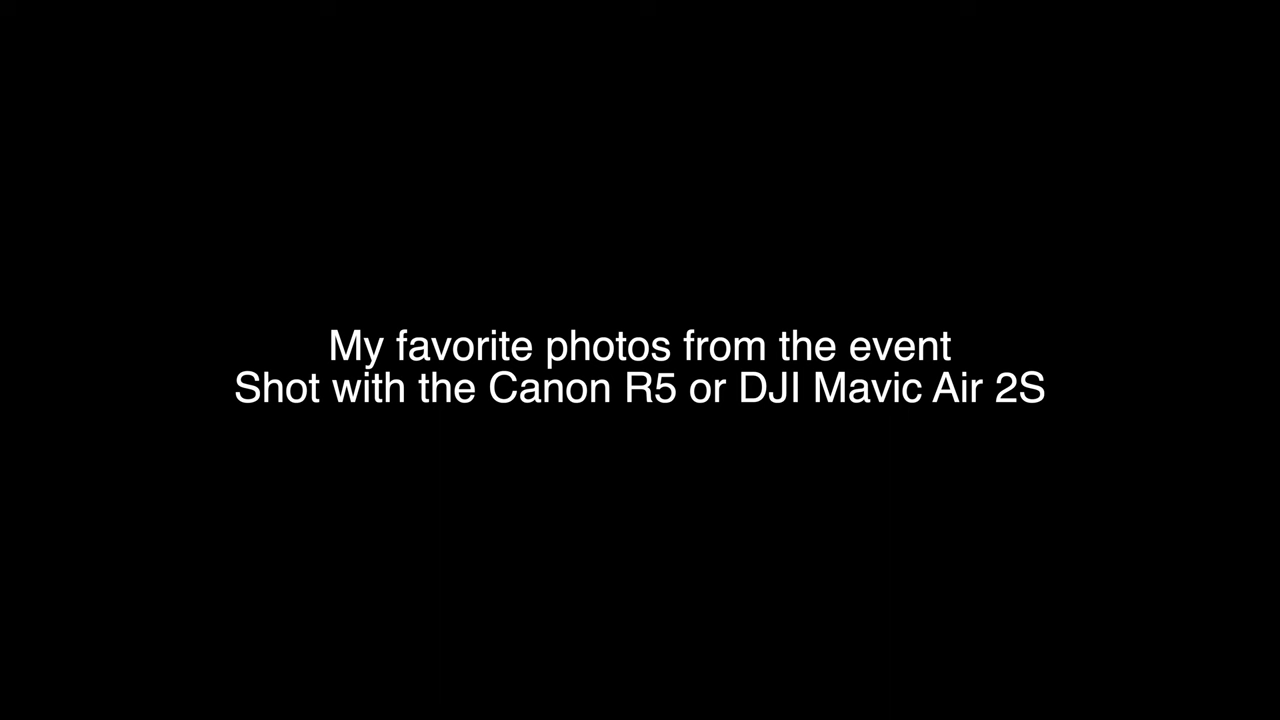 My favorite photos from the event
Shot with the Canon R5 or DJI Mavic Air 2S